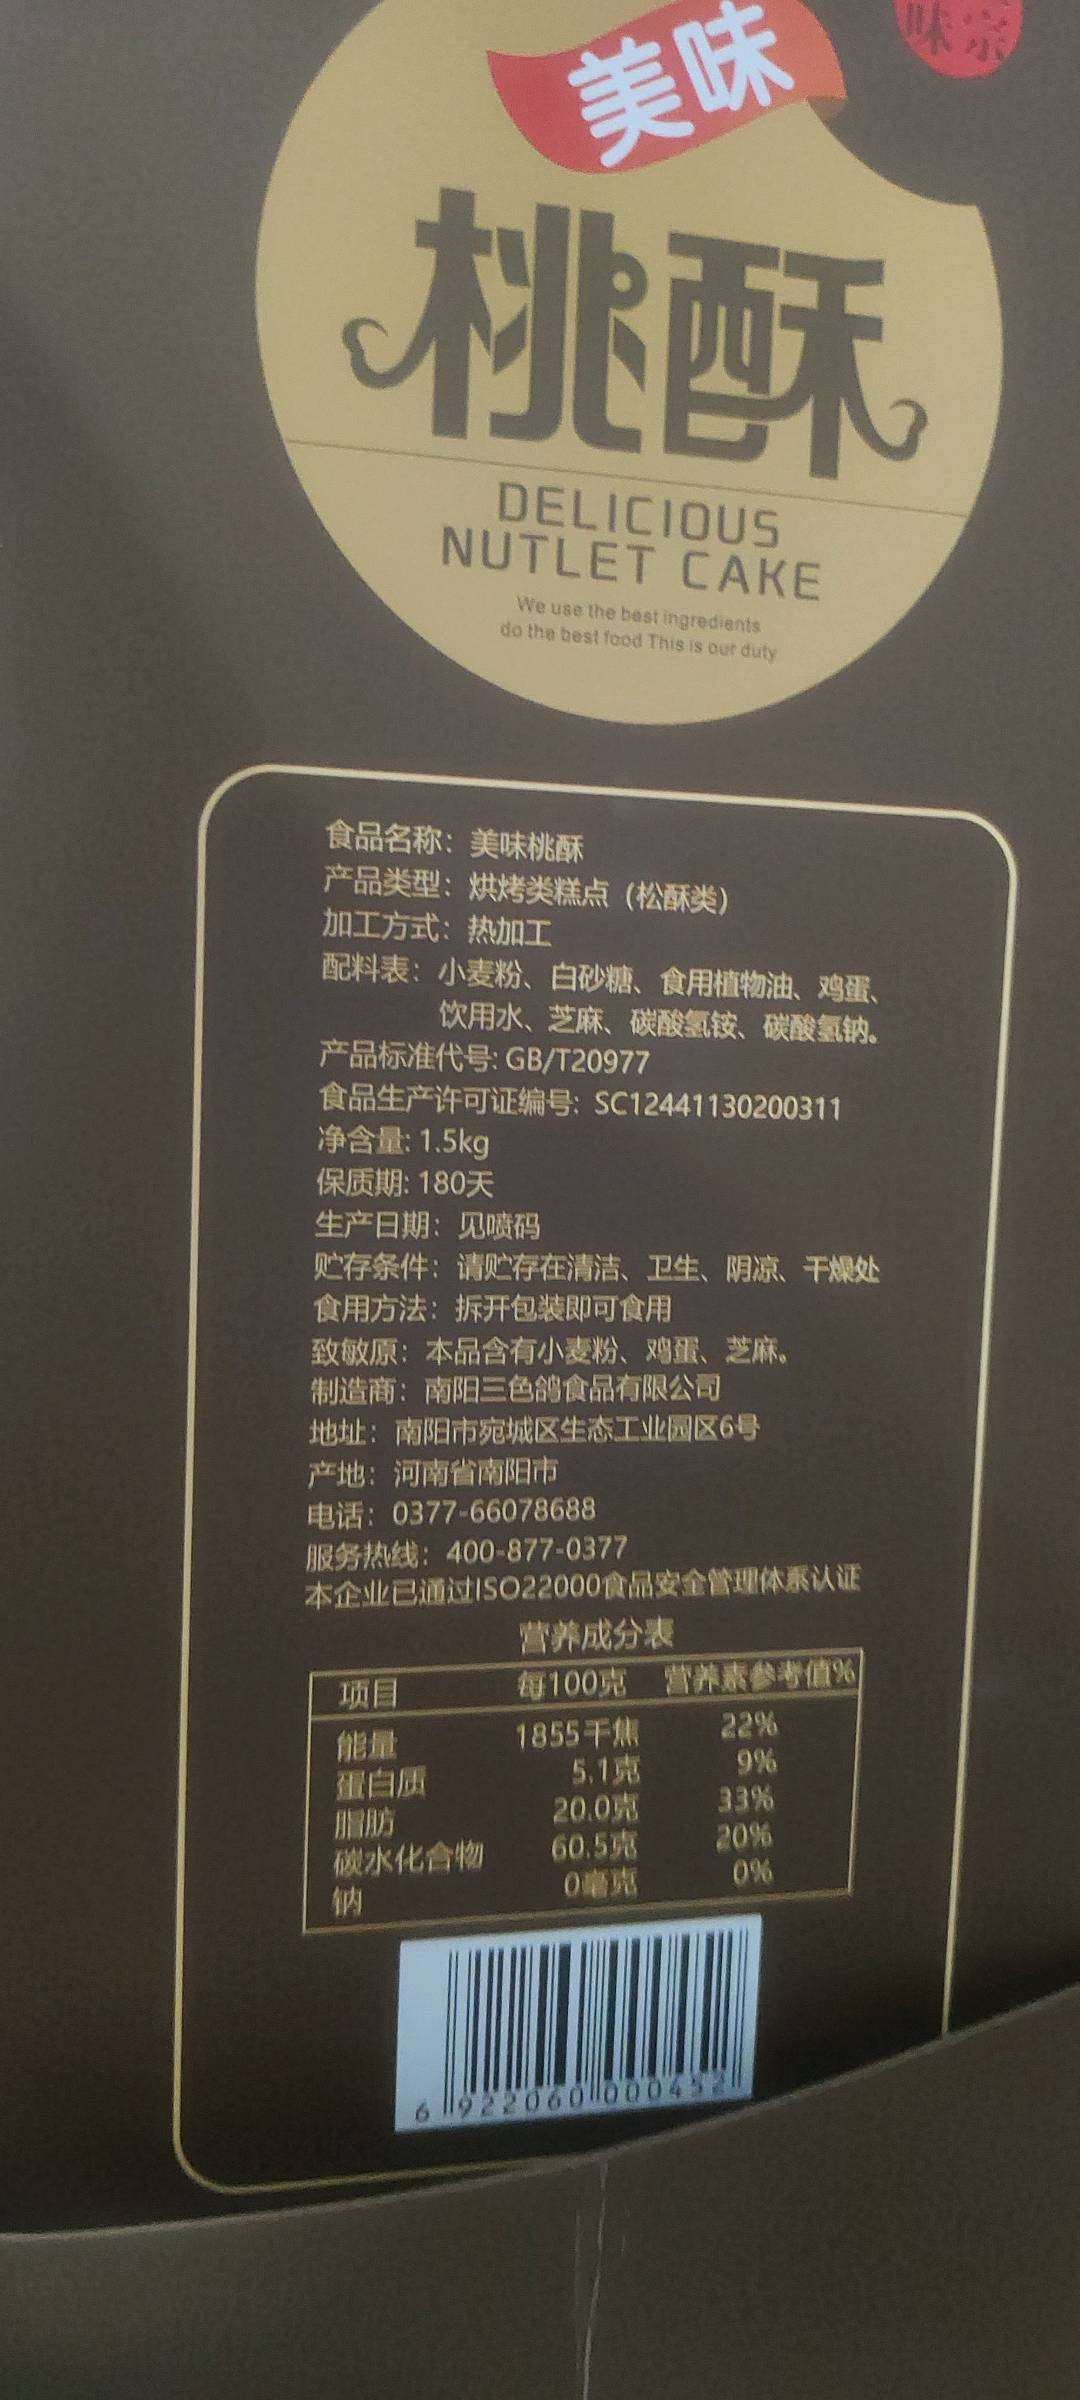 味宗
美味
桃酥
DELICIOUS
NUTLET CAKE
We use the best ingredients
do the best food This is our duty
食品名称：美味桃酥
产品类型：烘烤类糕点（松酥类）
加工方式：热加工
配料表：小麦粉、白砂糖、食用植物油、鸡蛋、
饮用水、芝麻、碳酸氢铵、碳酸氢钠。
产品标准代号: GB/T20977
食品生产许可证编号：SC12441130200311
净含量: 1.5kg
保质期: 180天
生产日期：见喷码
贮存条件：请贮存在清洁、卫生、阴凉、干燥处
食用方法：拆开包装即可食用
致敏原：本品含有小麦粉、鸡蛋、芝麻。
制造商：南阳三色鸽食品有限公司
地址：南阳市宛城区生态工业园区6号
产地：河南省南阳市
电话：0377-66078688
服务热线：400-877-0377
本企业已通过ISO22000食品安全管理体系认证
营养成分表
项目 每100克 营养素参考值%
能量 1855千焦 22%
蛋白质 5.1克 9%
脂肪 20.0克 33%
碳水化合物 60.5克 20%
钠 0毫克 0%
6 922060 000452